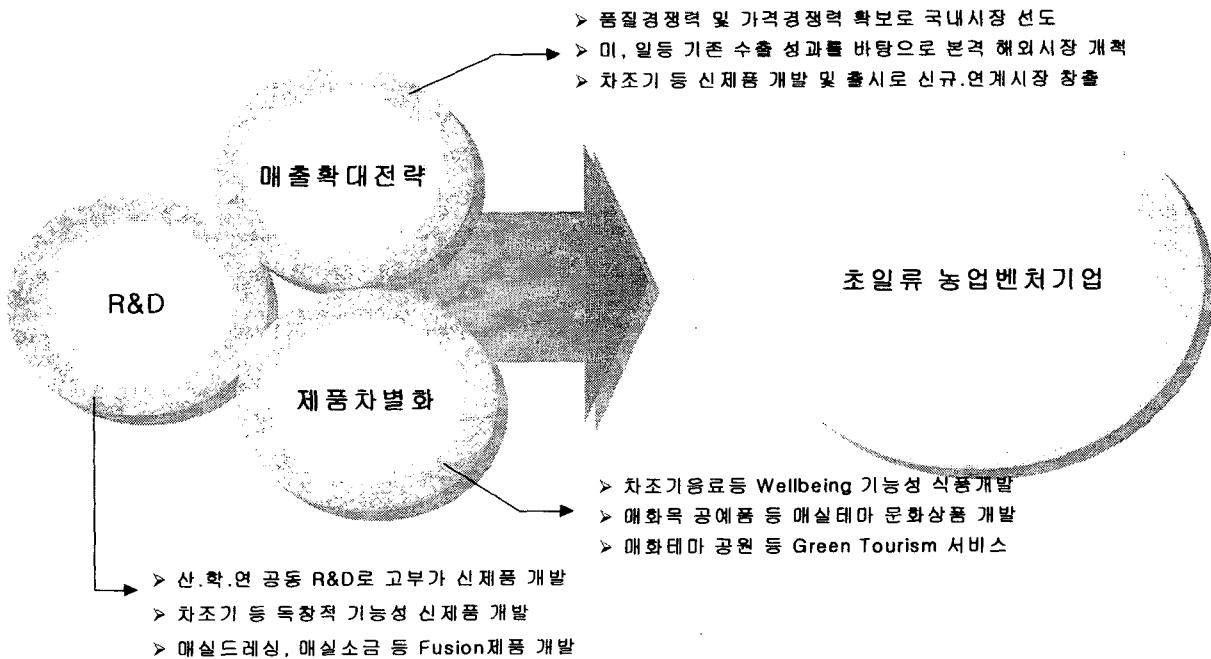 ➢ 품질경쟁력 및 가격경쟁력 확보로 국내시장 선도
➢ 미, 일등 기존 수출 성과를 바탕으로 본격 해외시장 개척
➢ 차조기 등 신제품 개발 및 출시로 신규.연계시장 창출
매출확대전략
R&D
초일류 농업벤처기업
제품차별화
➢ 차조기음료등 Wellbeing 기능성 식품개발
➢ 매화목 공예품 등 매실테마 문화상품 개발
➢ 매화테마 공원 등 Green Tourism 서비스
➢ 산.학.연 공동 R&D로 고부가 신제품 개발
➢ 차조기 등 독창적 기능성 신제품 개발
➢ 매실드레싱, 매실소금 등 Fusion제품 개발